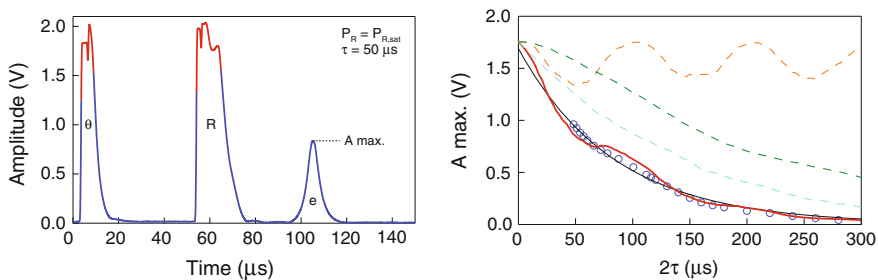 Amplitude (V)
2.0
1.5
1.0
0.5
0.0
P_R = P_R,sat
τ = 50 μs
θ
R
A max.
e
0 20 40 60 80 100 120 140
Time (μs)
A max. (V)
2.0
1.5
1.0
0.5
0.0
0 50 100 150 200 250 300
2τ (μs)